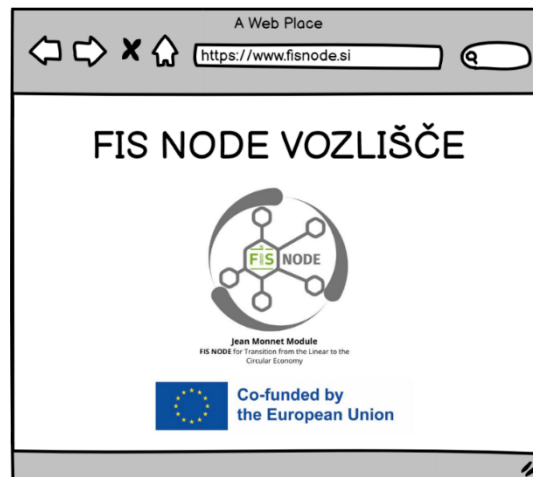 A Web Place
https://www.fisnode.si
FIS NODE VOZLIŠČE
FIS NODE
Jean Monnet Module
FIS NODE for Transition from the Linear to the
Circular Economy
Co-funded by
the European Union